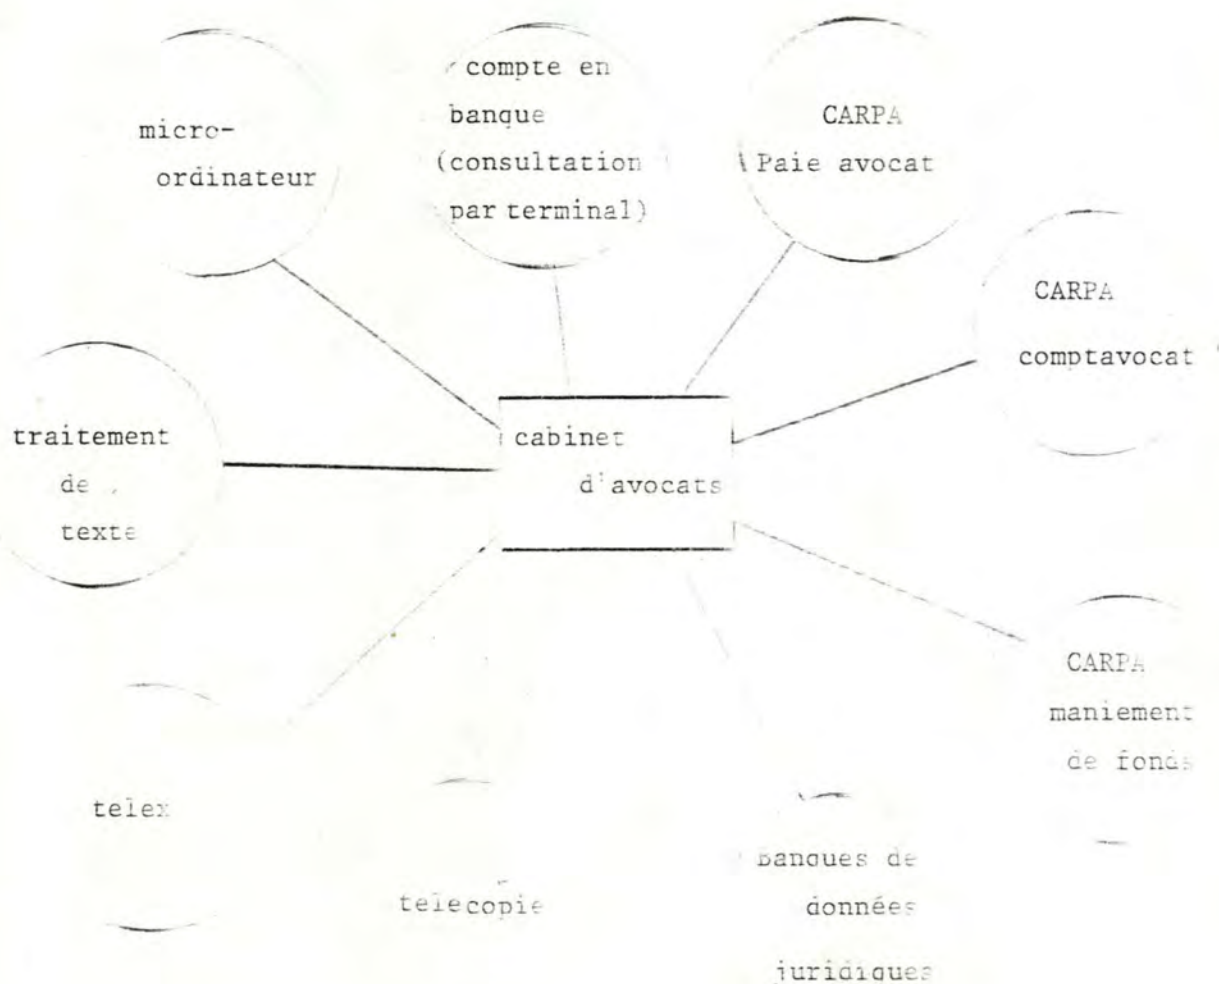 micro-
ordinateur
compte en
banque
(consultation
par terminal)
CARPA
Paie avocat
CARPA
comptavocat
traitement
de
texte
cabinet
d'avocats
CARPA
maniement
de fonds
telex
telecopie
Banques de
données
juridiques